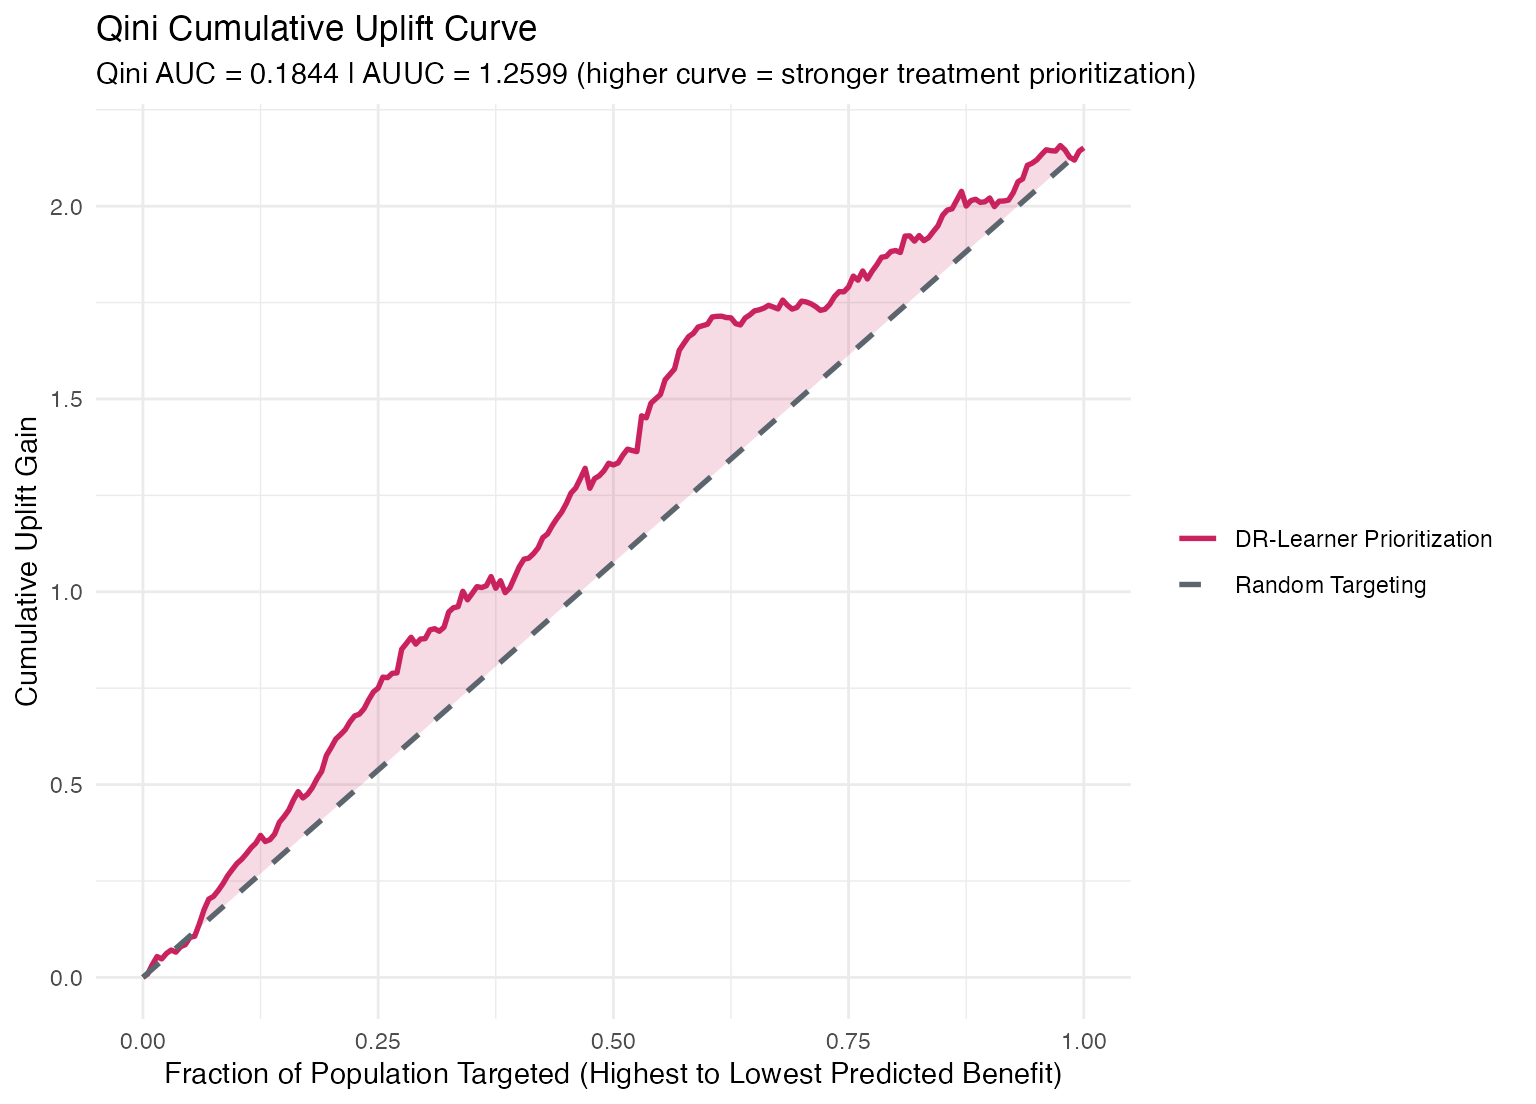 Qini Cumulative Uplift Curve
Qini AUC = 0.1844 | AUUC = 1.2599 (higher curve = stronger treatment prioritization)
Cumulative Uplift Gain
2.0
1.5
1.0
0.5
0.0
0.00
0.25
0.50
0.75
1.00
Fraction of Population Targeted (Highest to Lowest Predicted Benefit)
DR-Learner Prioritization
Random Targeting